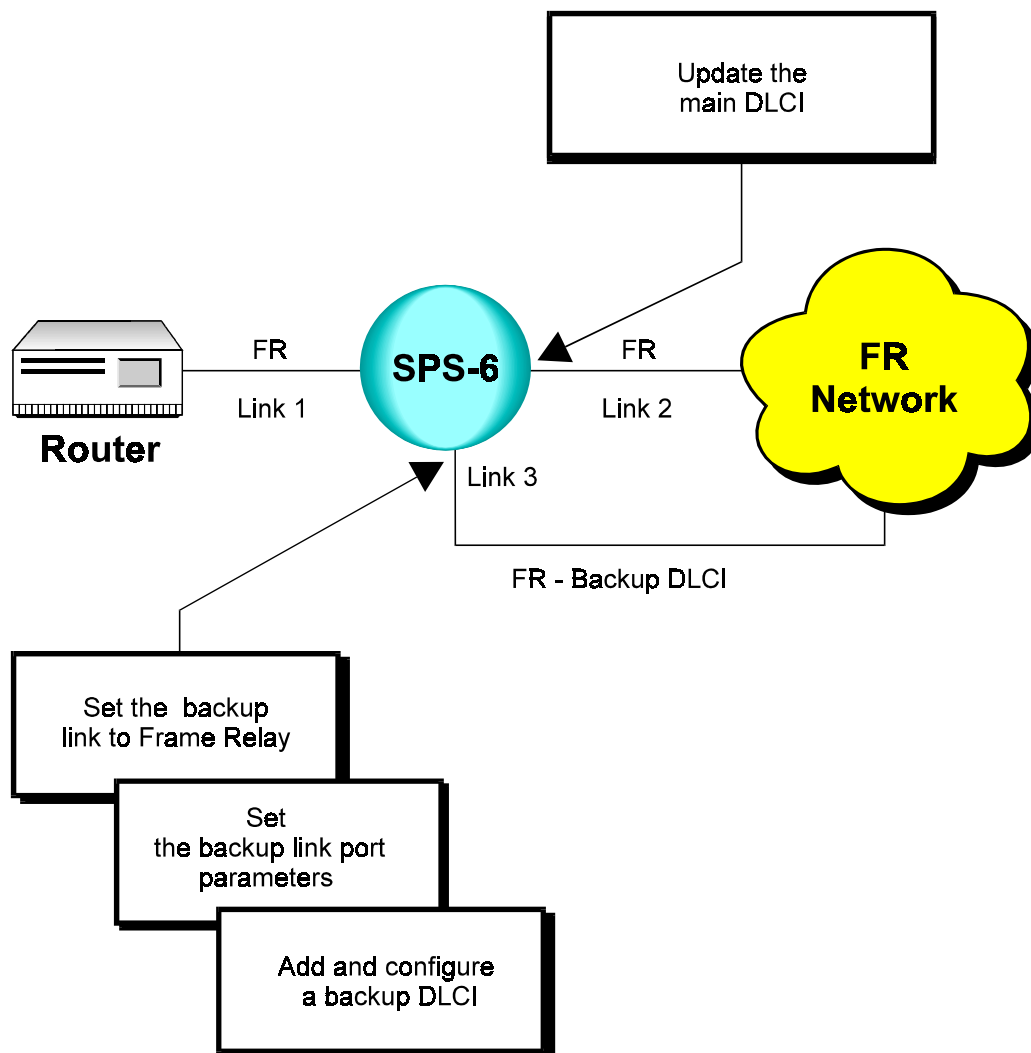 Update the
main DLCI
FR
Link 1
SPS-6
FR
Link 2
FR
Network
Router
Link 3
FR - Backup DLCI
Set the backup
link to Frame Relay
Set
the backup link port
parameters
Add and configure
a backup DLCI